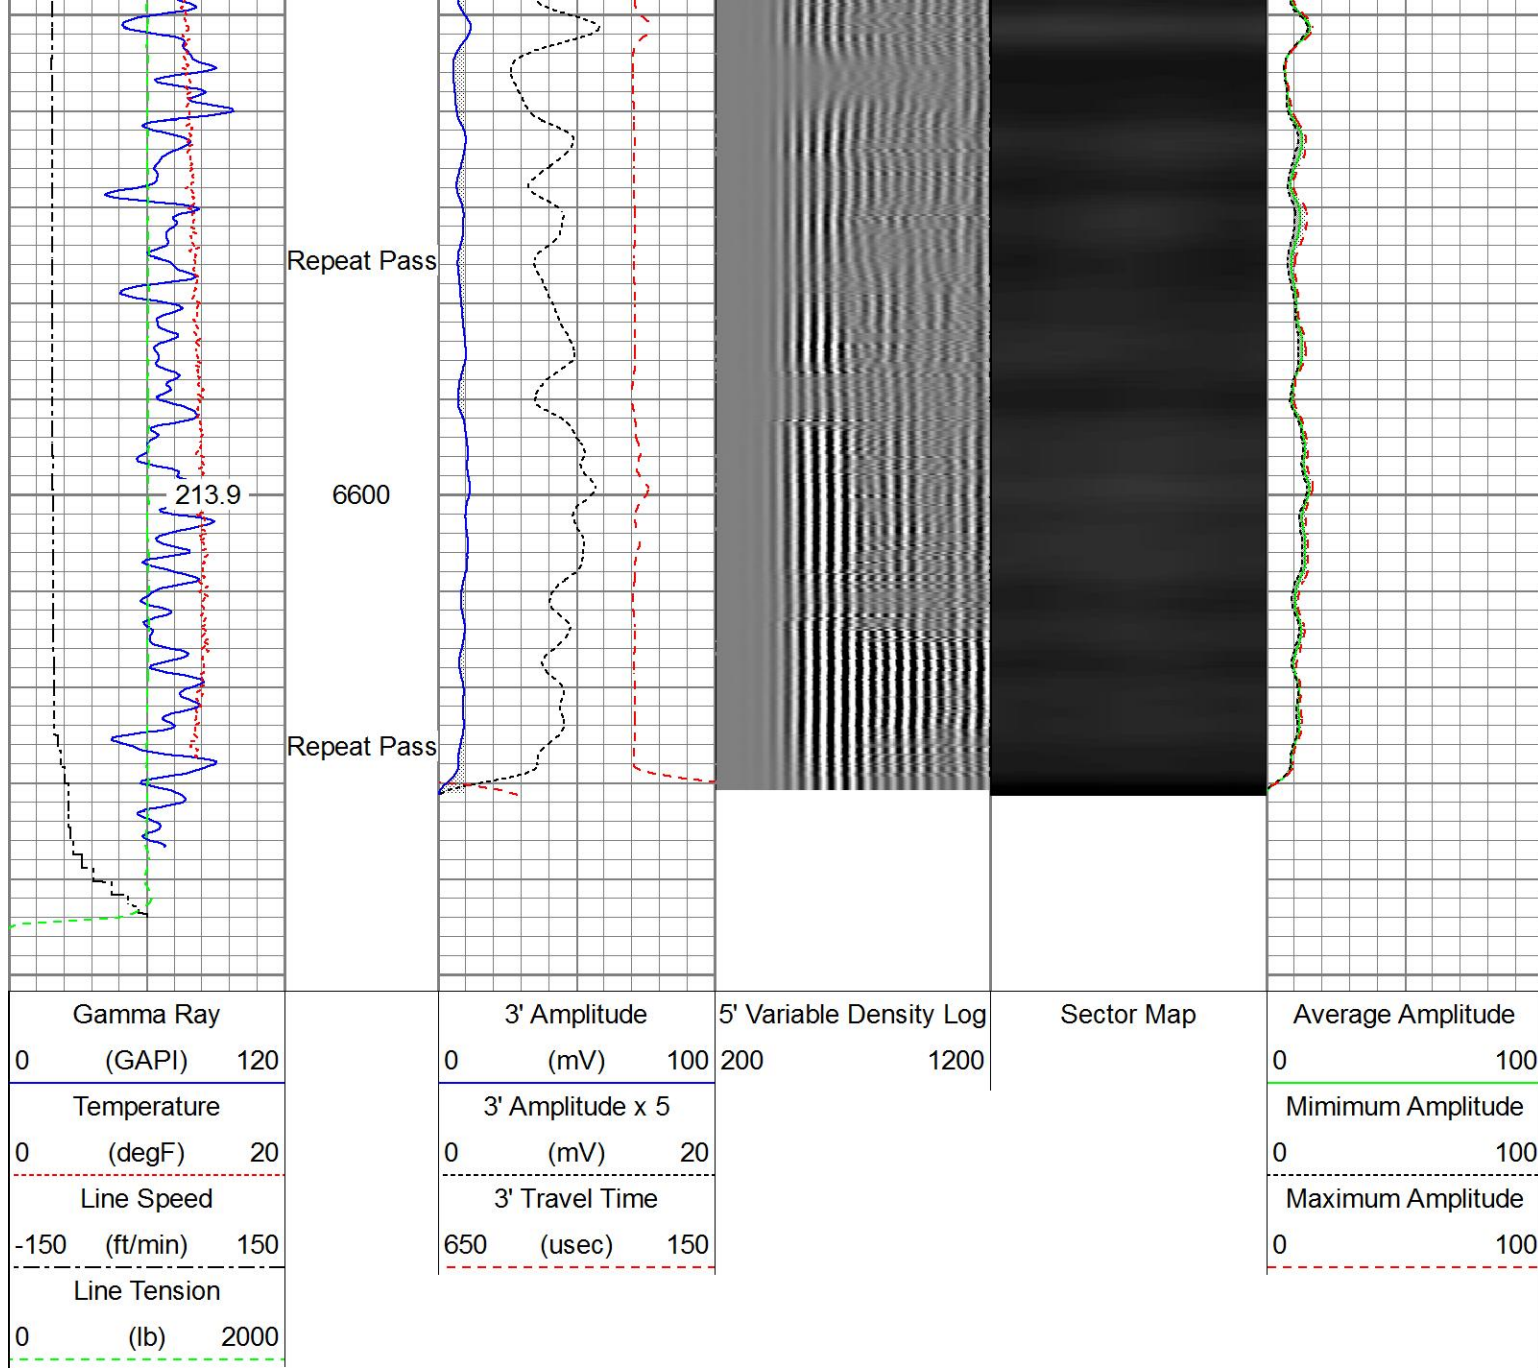 Repeat Pass
213.9
6600
Repeat Pass
Gamma Ray
0 (GAPI) 120
Temperature
0 (degF) 20
Line Speed
-150 (ft/min) 150
Line Tension
0 (lb) 2000
3' Amplitude
0 (mV) 100
3' Amplitude x 5
0 (mV) 20
3' Travel Time
650 (usec) 150
5' Variable Density Log
200 1200
Sector Map
Average Amplitude
0 100
Mimimum Amplitude
0 100
Maximum Amplitude
0 100